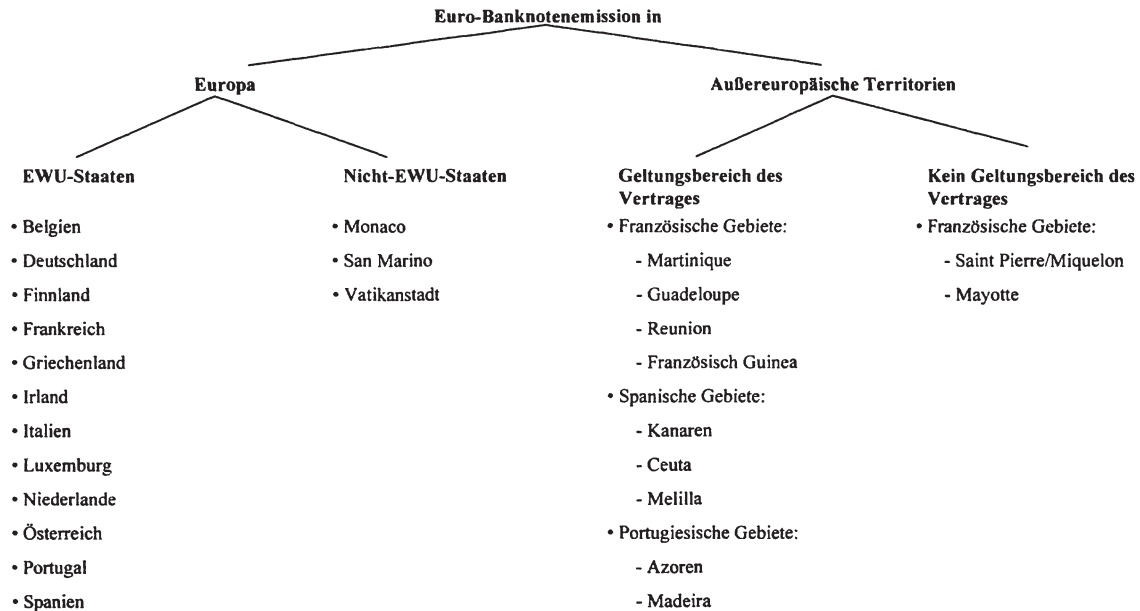 Euro-Banknotenemission in
Europa
Außereuropäische Territorien
EWU-Staaten
• Belgien
• Deutschland
• Finnland
• Frankreich
• Griechenland
• Irland
• Italien
• Luxemburg
• Niederlande
• Österreich
• Portugal
• Spanien
Nicht-EWU-Staaten
• Monaco
• San Marino
• Vatikanstadt
Geltungsbereich des
Vertrages
• Französische Gebiete:
- Martinique
- Guadeloupe
- Reunion
- Französisch Guinea
• Spanische Gebiete:
- Kanaren
- Ceuta
- Melilla
• Portugiesische Gebiete:
- Azoren
- Madeira
Kein Geltungsbereich des
Vertrages
• Französische Gebiete:
- Saint Pierre/Miquelon
- Mayotte